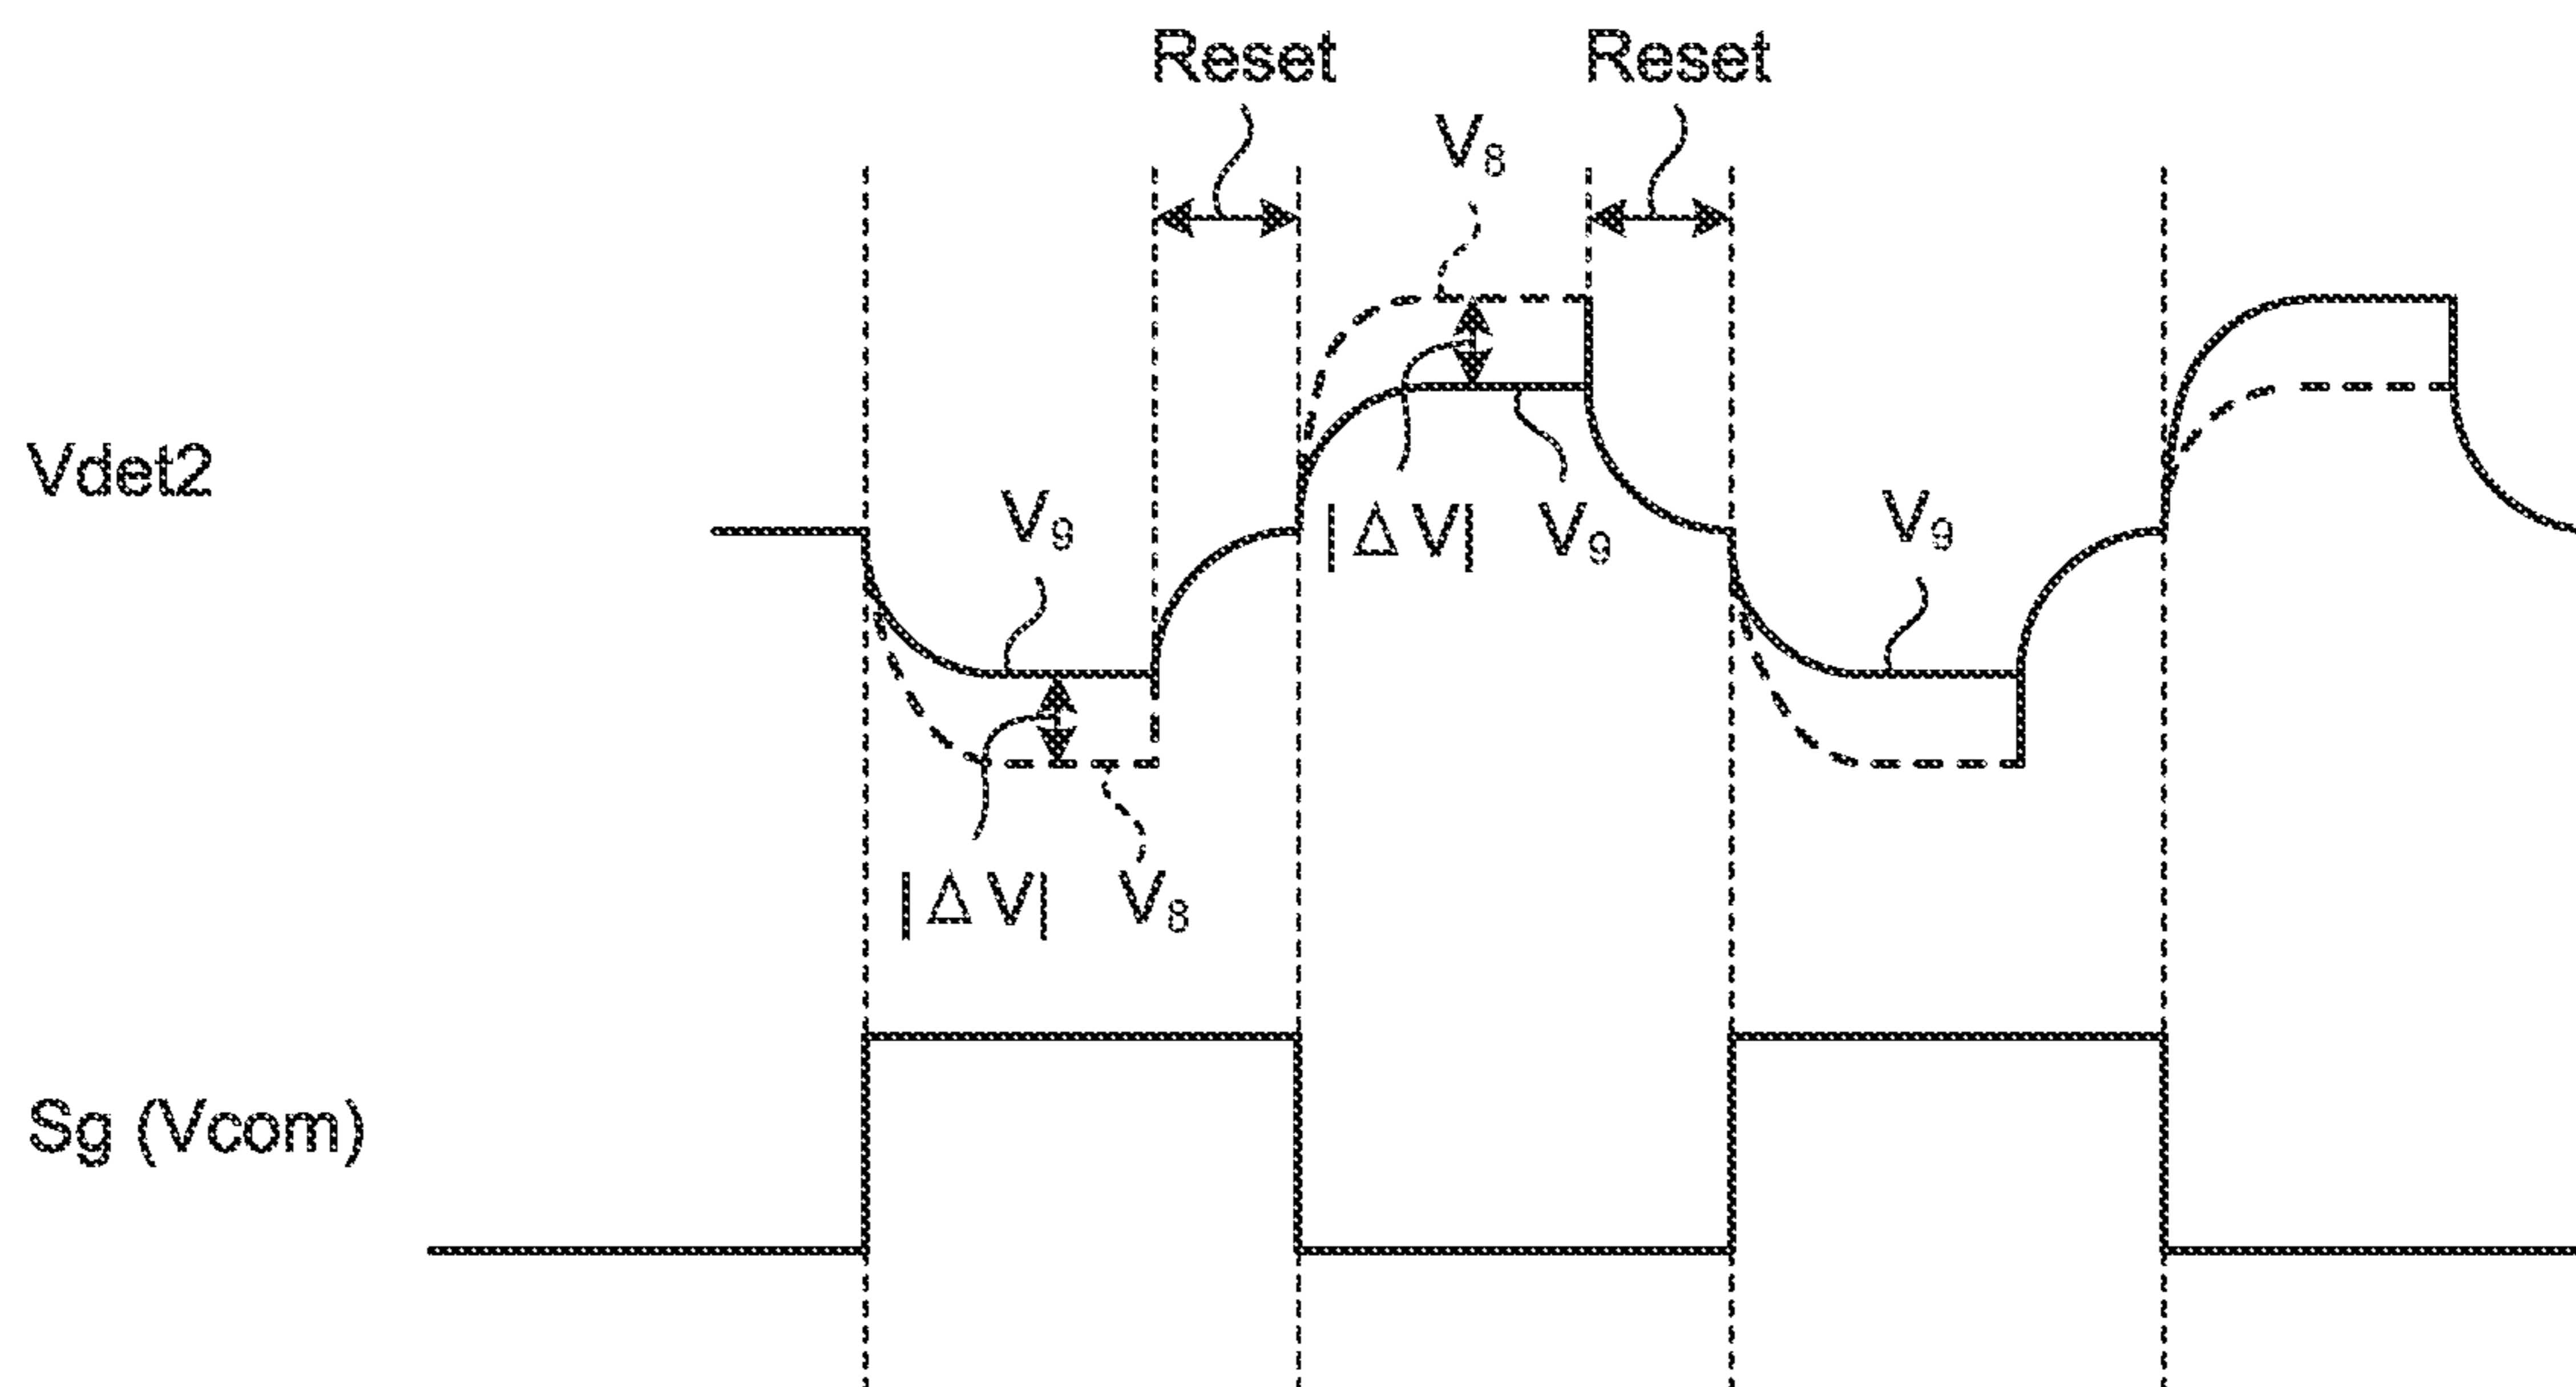 Reset Reset
V₈
Vdet2
V₉ |ΔV| V₉ V₉
|ΔV| V₈
Sg (Vcom)